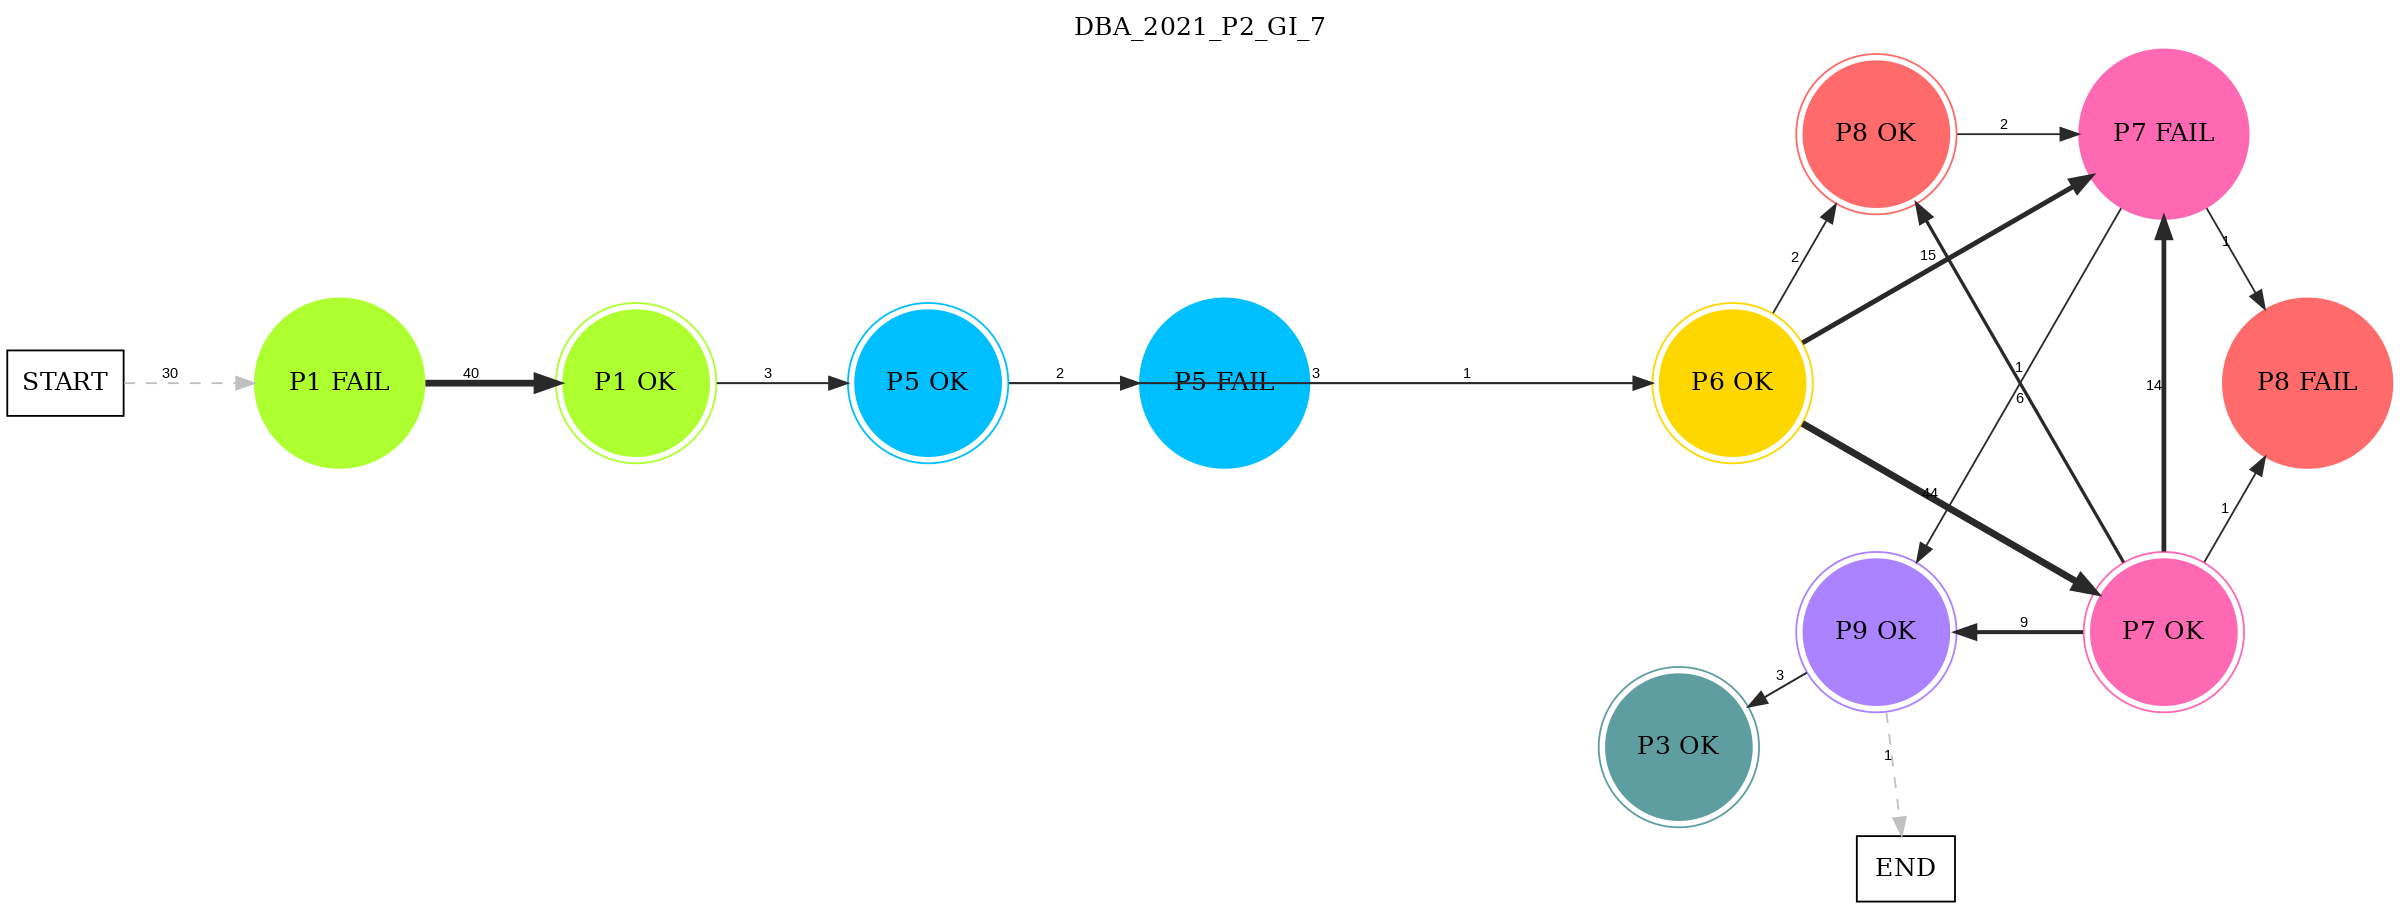 DBA_2021_P2_GI_7
P8 OK
2
P7 FAIL
15
2
1
START
30
P1 FAIL
40
P1 OK
3
P5 OK
2
P5 FAIL
3
1
P6 OK
1
6
14
P8 FAIL
44
1
P9 OK
9
P7 OK
3
P3 OK
1
END